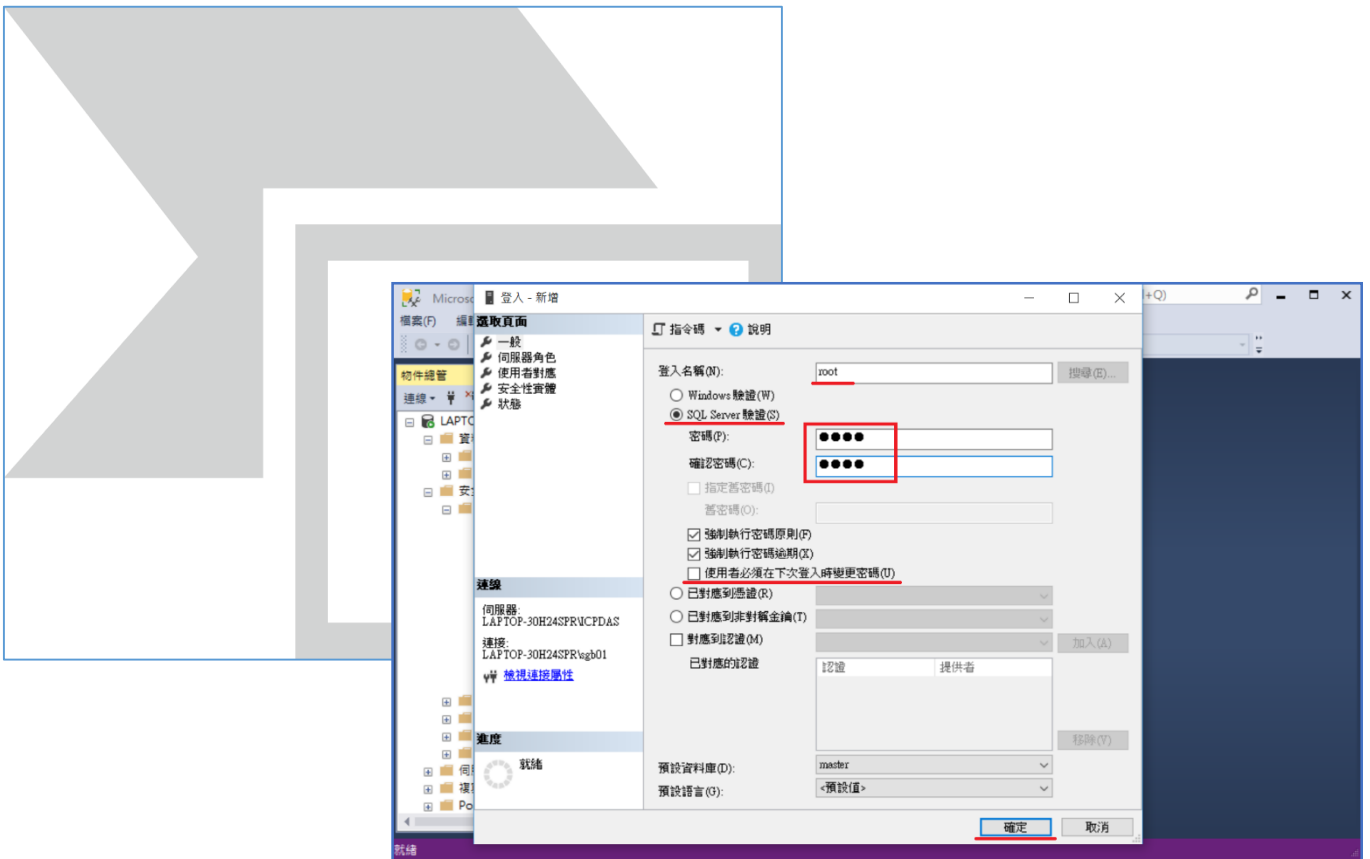 Microsc
登入 - 新增
+Q)
檔案(F)
選取頁面
一般
伺服器角色
使用者對應
安全性實體
狀態
指令碼 說明
物件總管
連線
LAPTC
登入名稱(N): root 搜尋(E)...
Windows 驗證(W)
SQL Server 驗證(S)
密碼(P): ●●●●
確認密碼(C): ●●●●
指定舊密碼(I)
舊密碼(O):
強制執行密碼原則(F)
強制執行密碼逾期(X)
使用者必須在下次登入時變更密碼(U)
已對應到憑證(R)
已對應到非對稱金鑰(T)
對應到認證(M) 加入(A)
已對應的認證 認證 提供者
移除(V)
預設資料庫(D): master
預設語言(G): <預設值>
確定 取消
連線
伺服器:
LAPTOP-30H24SPR\ICPDAS
連接:
LAPTOP-30H24SPR\sgb01
檢視連接屬性
進度
就緒
Po
就緒